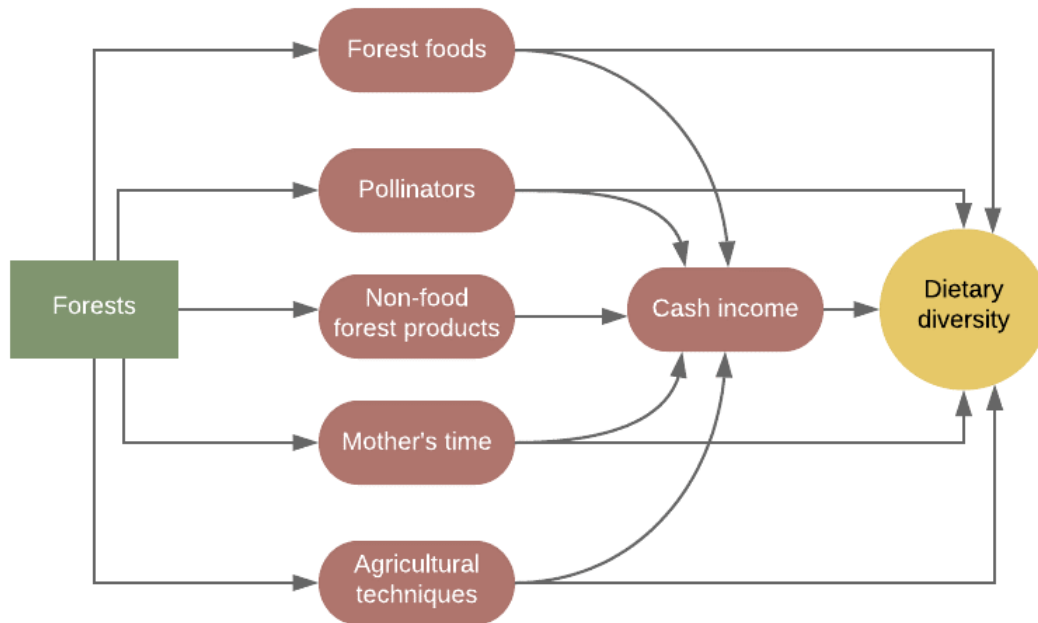 Forest foods
Pollinators
Forests
Non-food
forest products
Cash income
Dietary
diversity
Mother's time
Agricultural
techniques